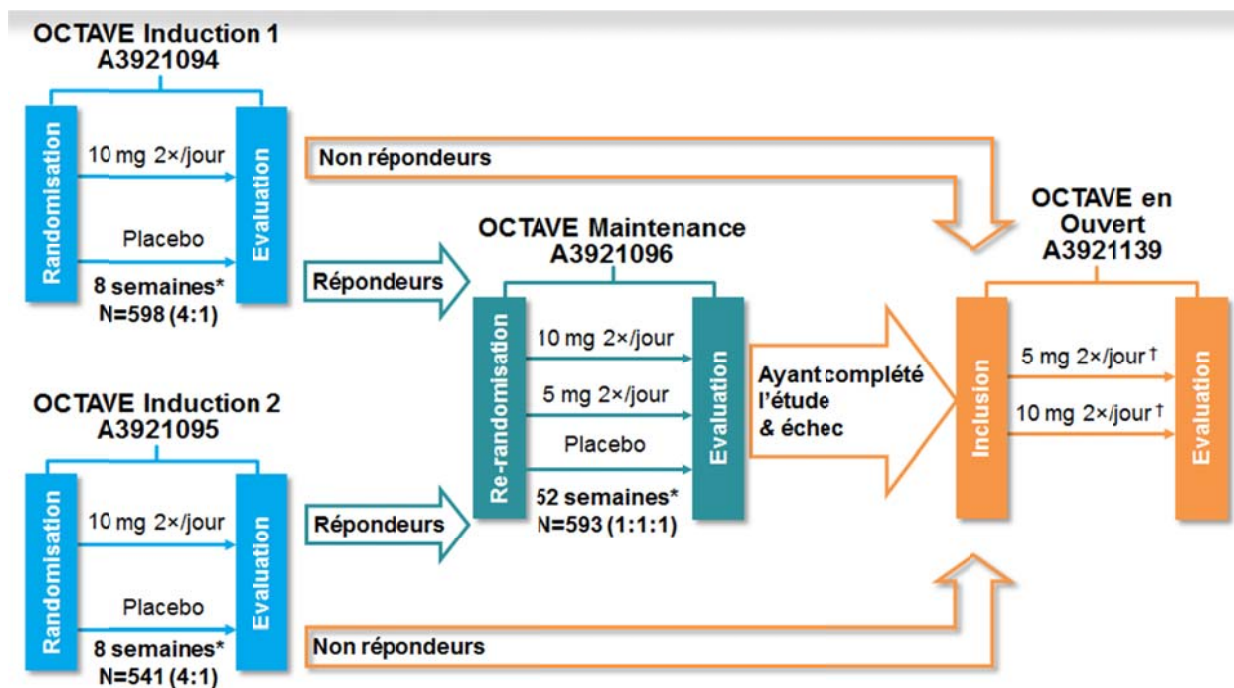 OCTAVE Induction 1
A3921094
Randomisation
10 mg 2×/jour
Placebo
8 semaines*
N=598 (4:1)
Evaluation
Non répondeurs
Répondeurs
OCTAVE Induction 2
A3921095
Randomisation
10 mg 2×/jour
Placebo
8 semaines*
N=541 (4:1)
Evaluation
Répondeurs
Non répondeurs
OCTAVE Maintenance
A3921096
Re-randomisation
10 mg 2×/jour
5 mg 2×/jour
Placebo
52 semaines*
N=593 (1:1:1)
Evaluation
Ayant complété
l'étude
& échec
OCTAVE en
Ouvert
A3921139
Inclusion
5 mg 2×/jour †
10 mg 2×/jour †
Evaluation